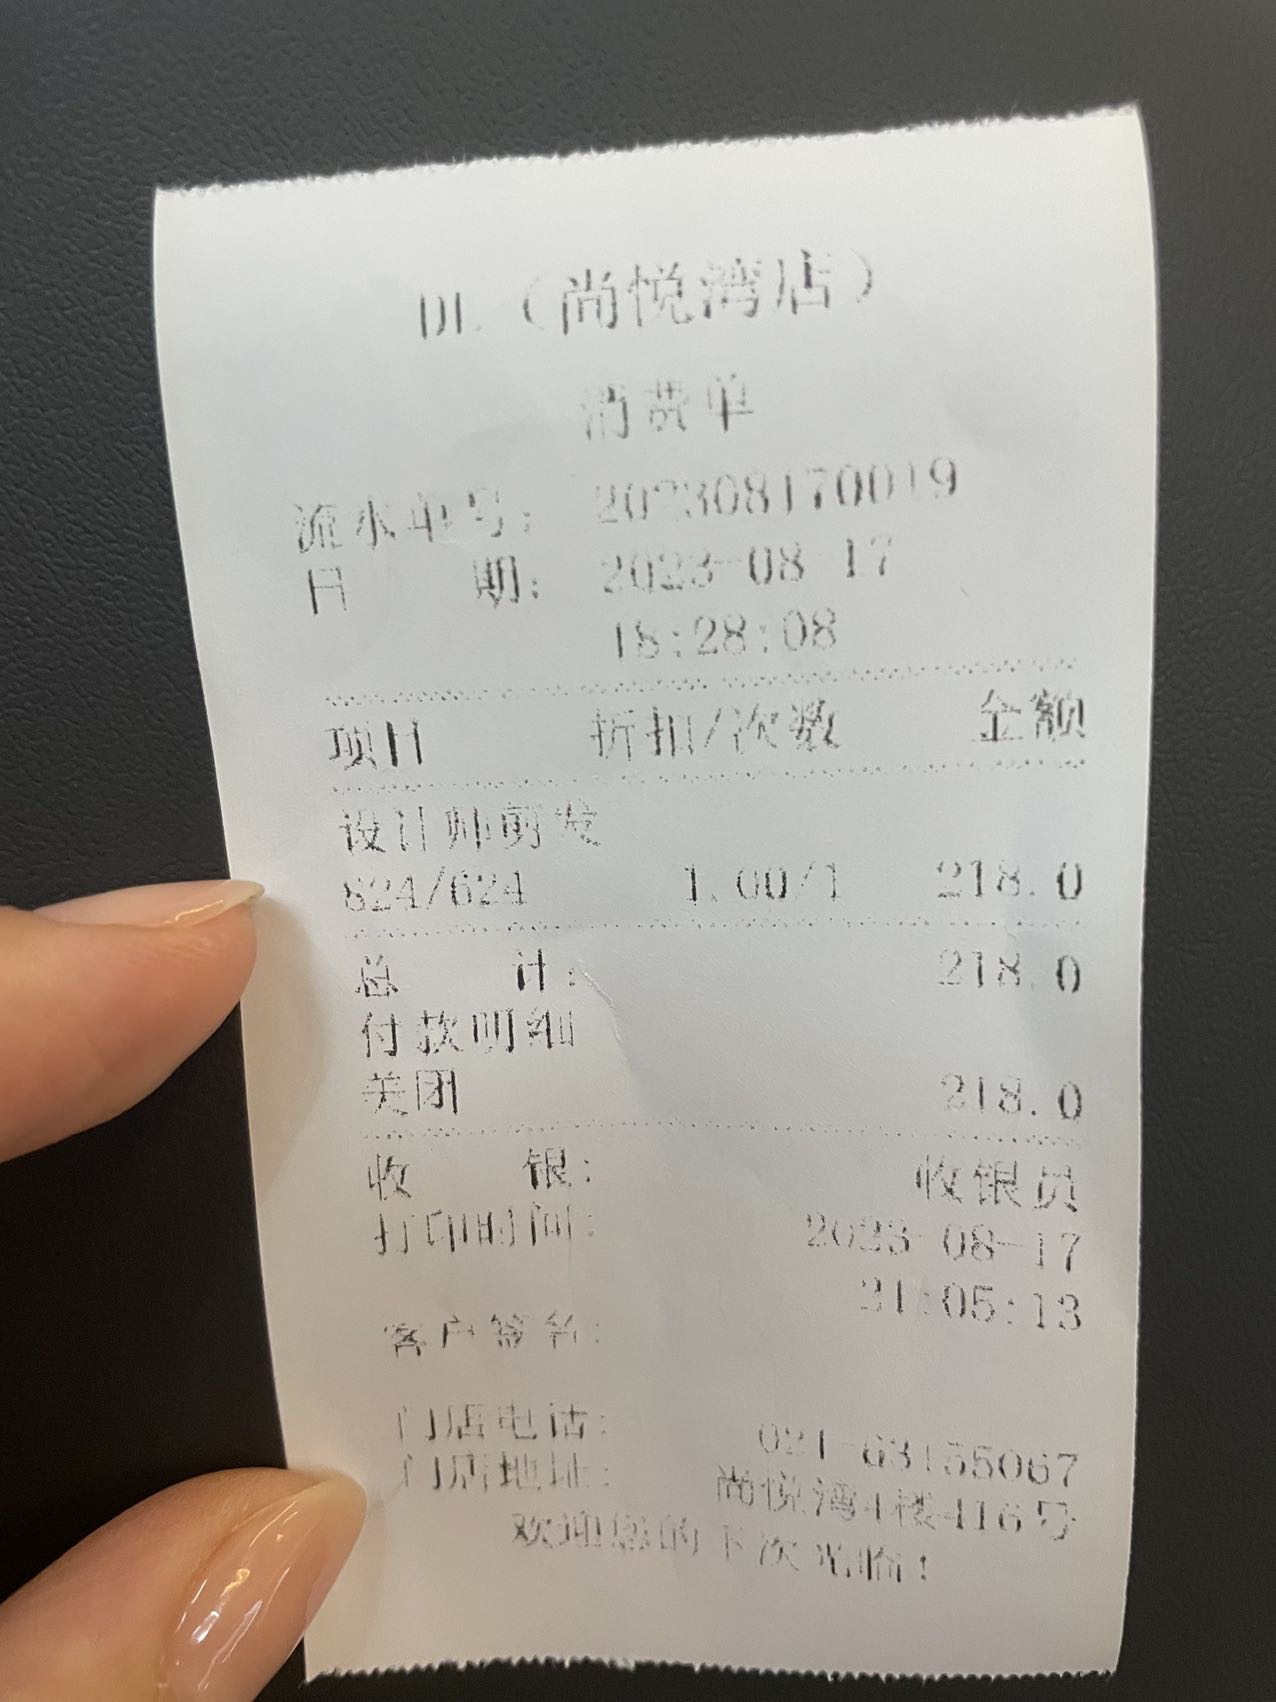 DL（尚悦湾店）
消费单
流水单号： 202308170019
日 期： 2023-08-17
18:28:08
项目 折扣/次数 金额
设计师剪发
824/624 1.00/1 218.0
总 计： 218.0
付款明细
美团 218.0
收 银： 收银员
打印时间： 2023-08-17
21:05:13
客户签名：
门店电话： 021-63155067
门店地址： 尚悦湾4楼416号
欢迎您的下次光临！